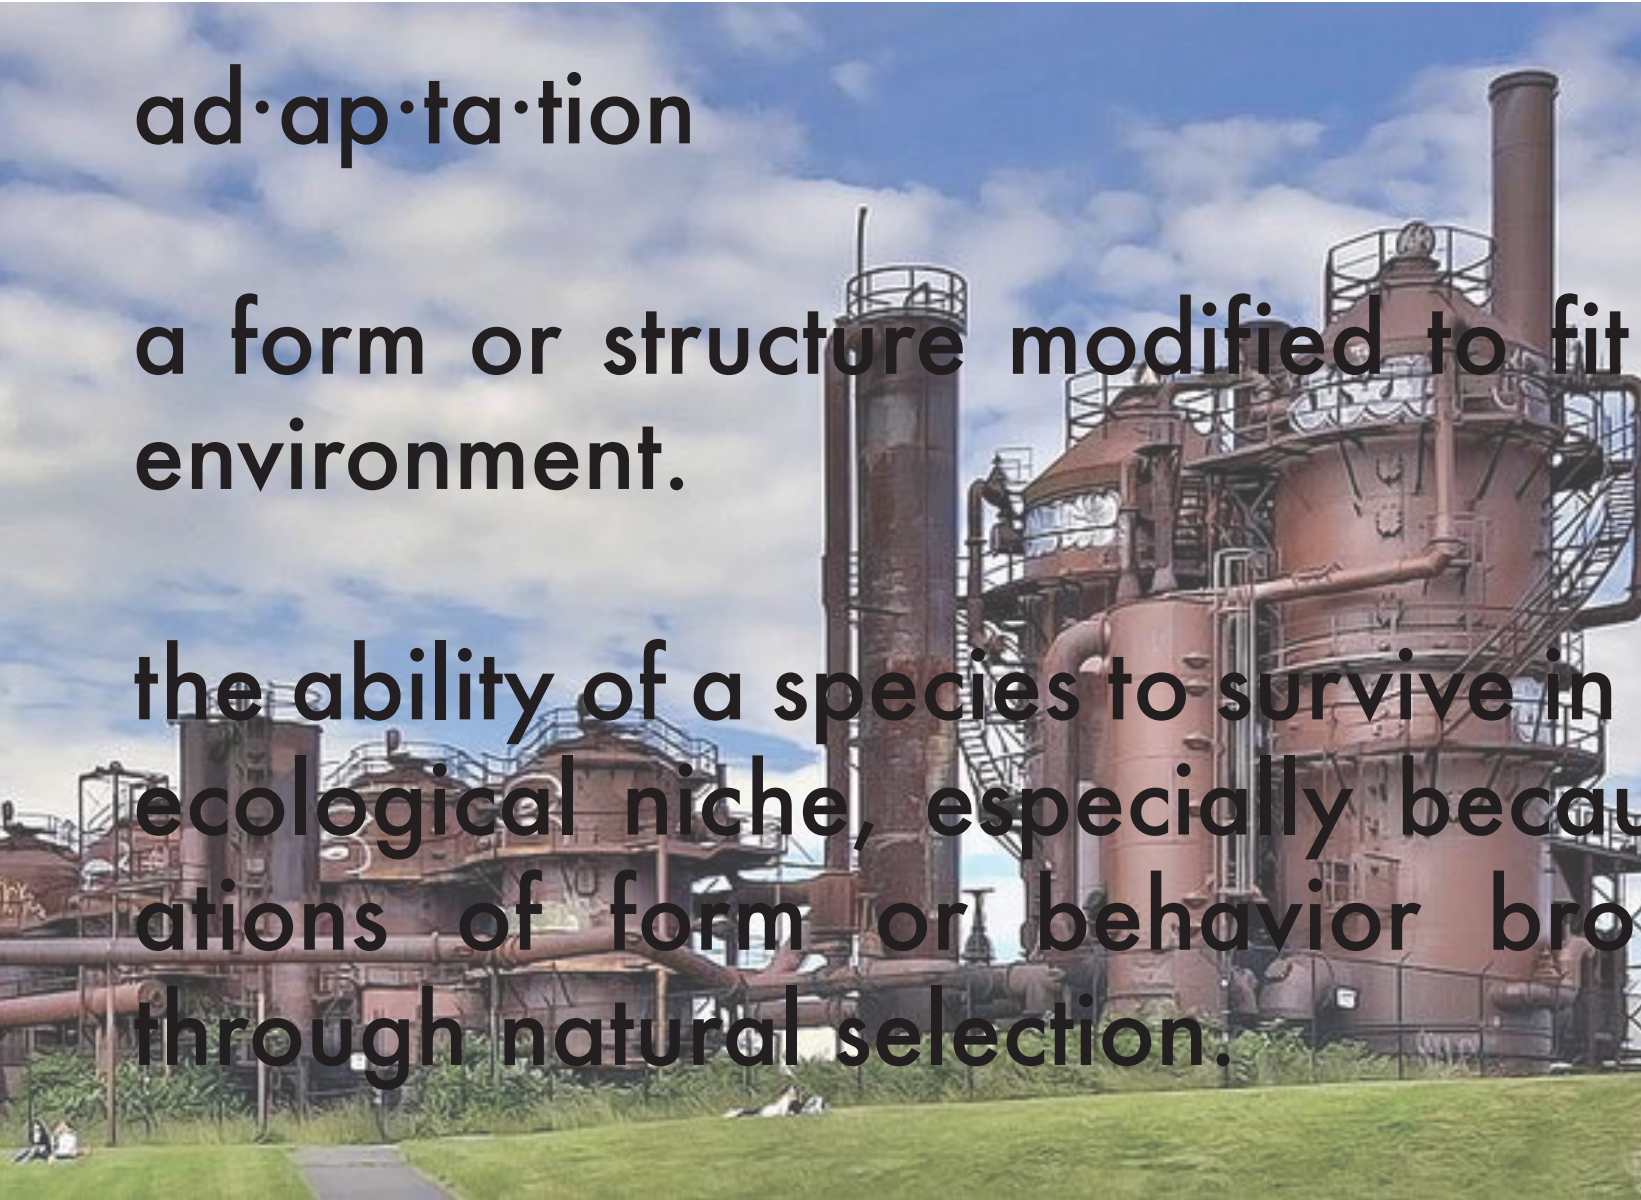 ad·ap·ta·tion
a form or structure modified to fit
environment.
the ability of a species to survive in
ecological niche, especially becau
ations of form or behavior bro
through natural selection.